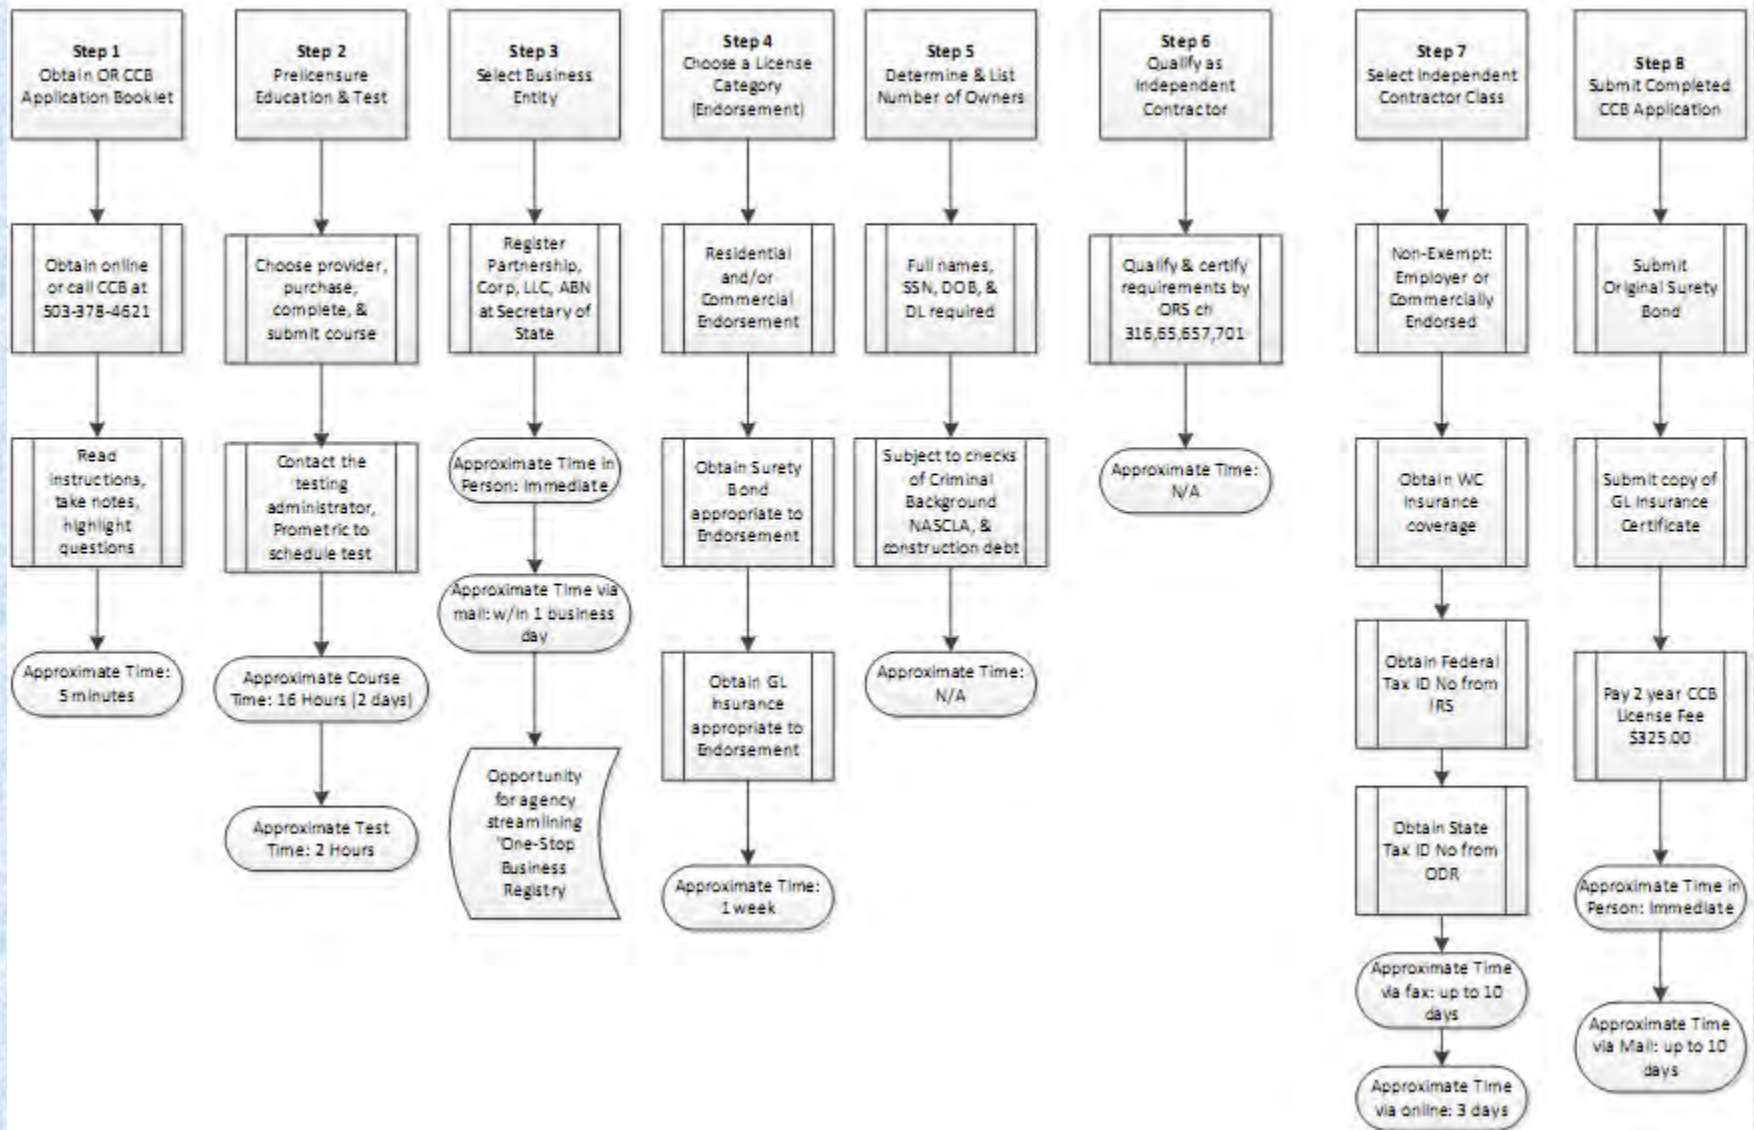 Step 1
Obtain OR CCB
Application Booklet
Obtain online
or call CCB at
503-378-4621
Read
instructions,
take notes,
highlight
questions
Approximate Time:
5 minutes
Step 2
Prelicensure
Education & Test
Choose provider,
purchase,
complete, &
submit course
Contact the
testing
administrator,
Prometric to
schedule test
Approximate Course
Time: 16 Hours (2 days)
Approximate Test
Time: 2 Hours
Step 3
Select Business
Entity
Register
Partnership,
Corp, LLC, ABN
at Secretary of
State
Approximate Time in
Person: Immediate
Approximate Time via
mail: w/in 1 business
day
Opportunity
for agency
streamlining
"One-Stop
Business
Registry
Step 4
Choose a License
Category
(Endorsement)
Residential
and/or
Commercial
Endorsement
Obtain Surety
Bond
appropriate to
Endorsement
Obtain GL
Insurance
appropriate to
Endorsement
Approximate Time:
1 week
Step 5
Determine & List
Number of Owners
Full names,
SSN, DOB, &
DL required
Subject to checks
of Criminal
Background
NASCLA, &
construction debt
Approximate Time:
N/A
Step 6
Qualify as
Independent
Contractor
Qualify & certify
requirements by
ORS ch
316,65,657,701
Approximate Time:
N/A
Step 7
Select Independent
Contractor Class
Non-Exempt:
Employer or
Commercially
Endorsed
Obtain WC
Insurance
coverage
Obtain Federal
Tax ID No from
IRS
Obtain State
Tax ID No from
ODR
Approximate Time
via fax: up to 10
days
Approximate Time
via online: 3 days
Step 8
Submit Completed
CCB Application
Submit
Original Surety
Bond
Submit copy of
GL Insurance
Certificate
Pay 2 year CCB
License Fee
$325.00
Approximate Time in
Person: Immediate
Approximate Time
via Mail: up to 10
days